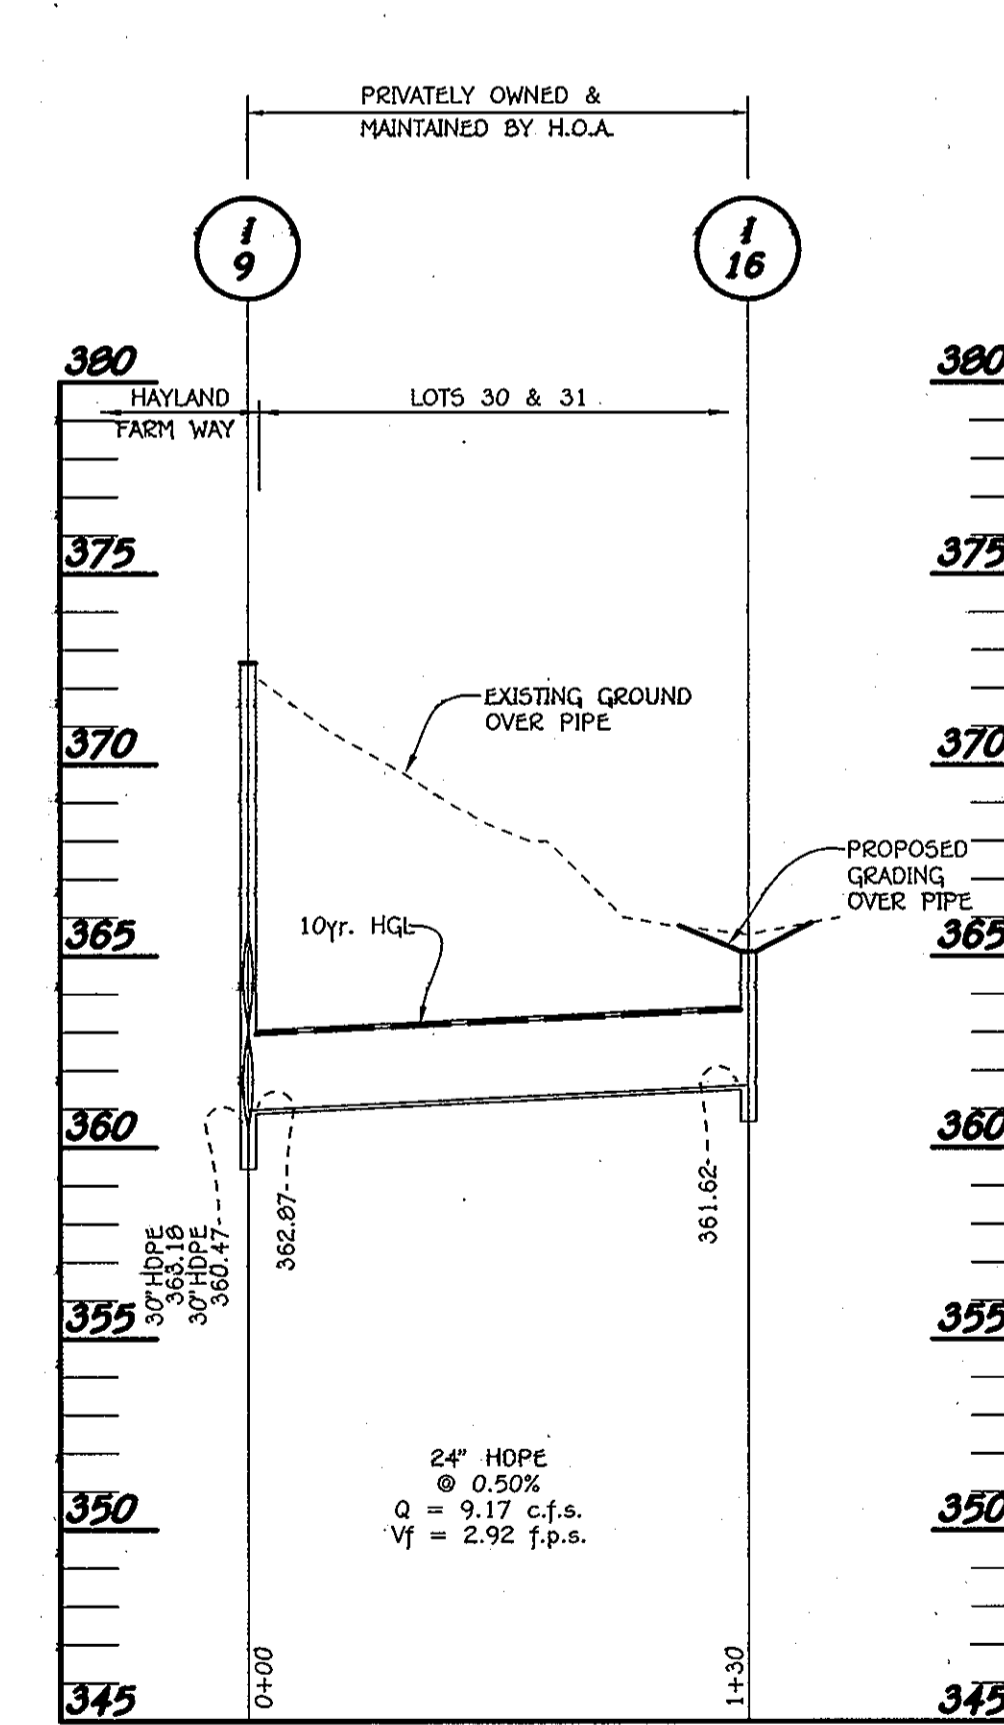 PRIVATELY OWNED &
MAINTAINED BY H.O.A.
I
9
I
16
380
380
HAYLAND
FARM WAY
LOTS 30 & 31
375
375
EXISTING GROUND
OVER PIPE
370
370
PROPOSED
GRADING
OVER PIPE
10yr. HGL
365
365
360
360
30" HDPE
363.18
30" HDPE
360.47
362.87
361.62
355
355
24" HDPE
@ 0.50%
Q = 9.17 c.f.s.
Vf = 2.92 f.p.s.
350
350
0+00
1+30
345
345